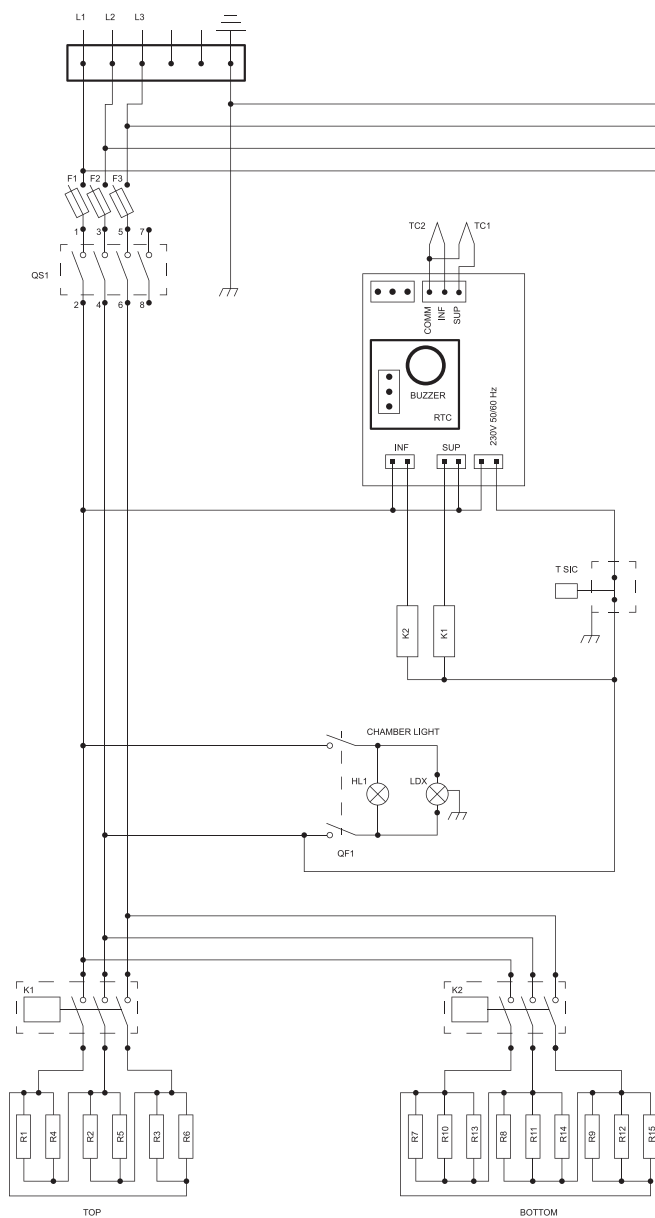 L1 L2 L3
F1 F2 F3
1 3 5 7
QS1
2 4 6 8
TC2 TC1
COMM
INF
SUP
BUZZER
RTC
230V 50/60 Hz
INF SUP
T SIC
K2 K1
CHAMBER LIGHT
HL1 LDX
QF1
K1 K2
R1 R4 R2 R5 R3 R6 R7 R10 R13 R8 R11 R14 R9 R12 R15
TOP BOTTOM